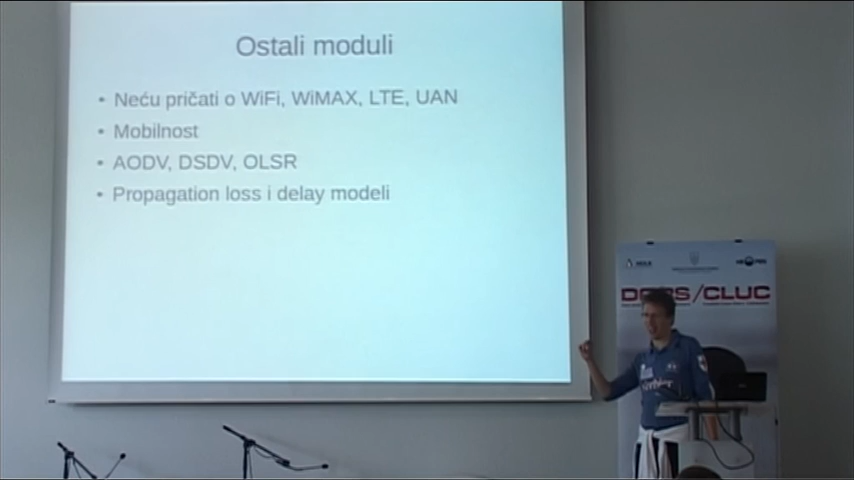 Ostali moduli
• Neću pričati o WiFi, WiMAX, LTE, UAN
• Mobilnost
• AODV, DSDV, OLSR
• Propagation loss i delay modeli
DORS/CLUC